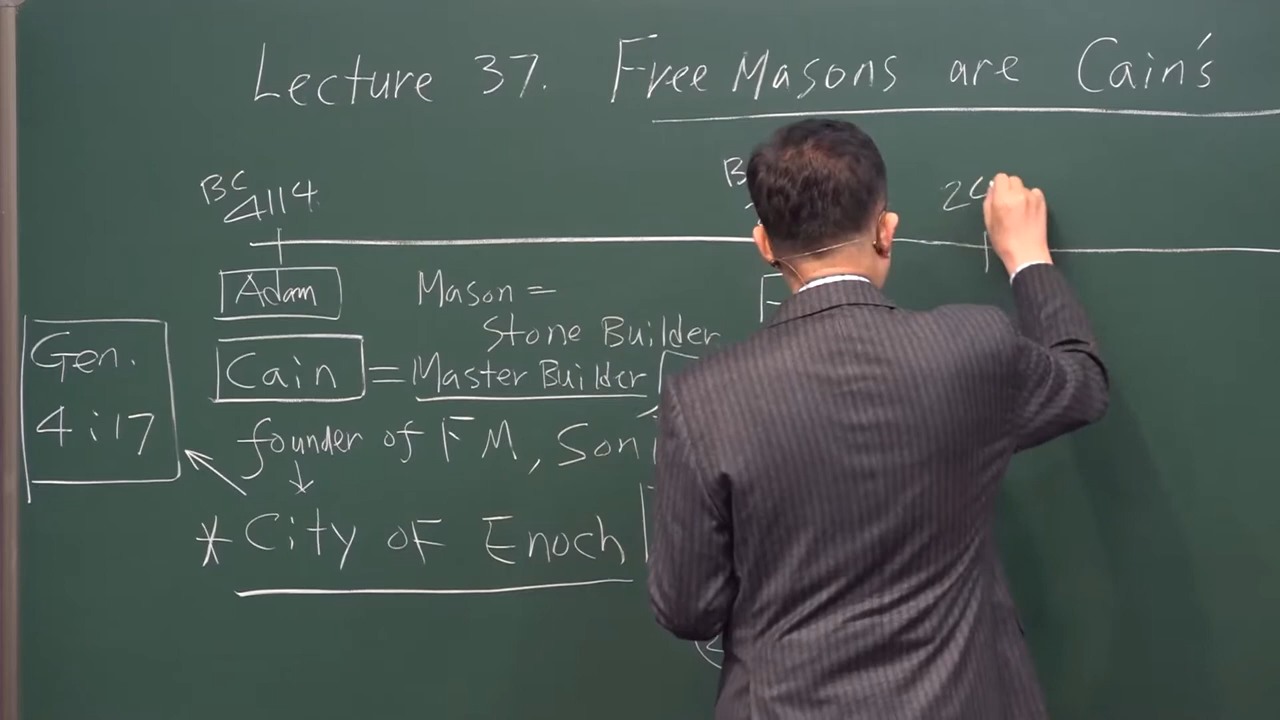 Lecture 37. Free Masons are Cain's
BC
4114
Adam
Mason =
Stone Builder
Cain = Master Builder
founder of FM, Son
* City of Enoch
Gen.
4:17